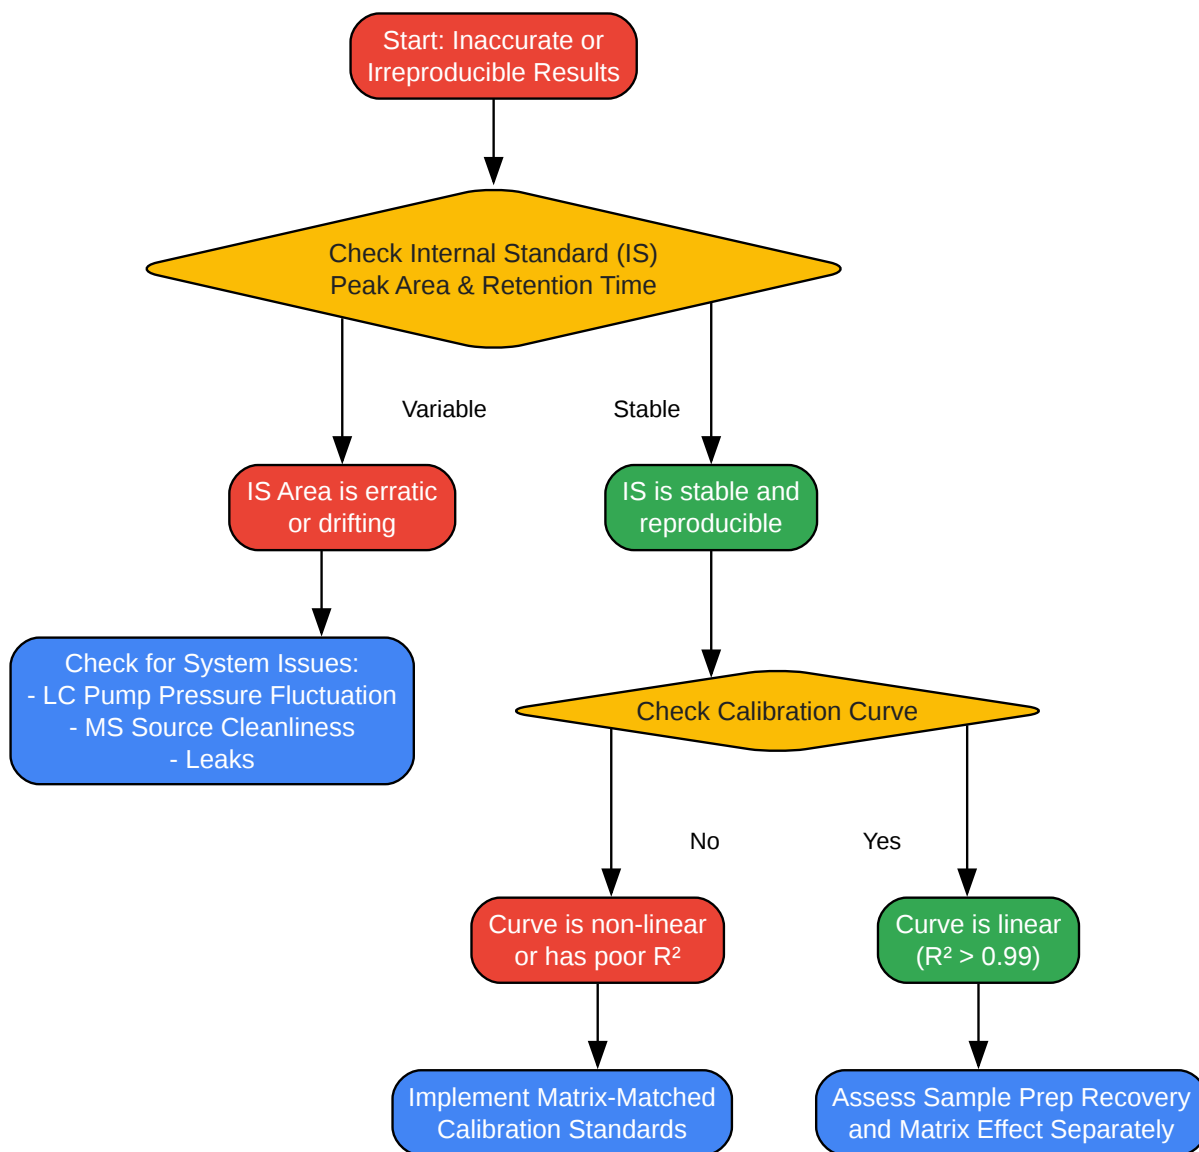 Start: Inaccurate or
Irreproducible Results
Check Internal Standard (IS)
Peak Area & Retention Time
Variable
Stable
IS Area is erratic
or drifting
IS is stable and
reproducible
Check for System Issues:
- LC Pump Pressure Fluctuation
- MS Source Cleanliness
- Leaks
Check Calibration Curve
No
Yes
Curve is non-linear
or has poor R²
Curve is linear
(R² > 0.99)
Implement Matrix-Matched
Calibration Standards
Assess Sample Prep Recovery
and Matrix Effect Separately